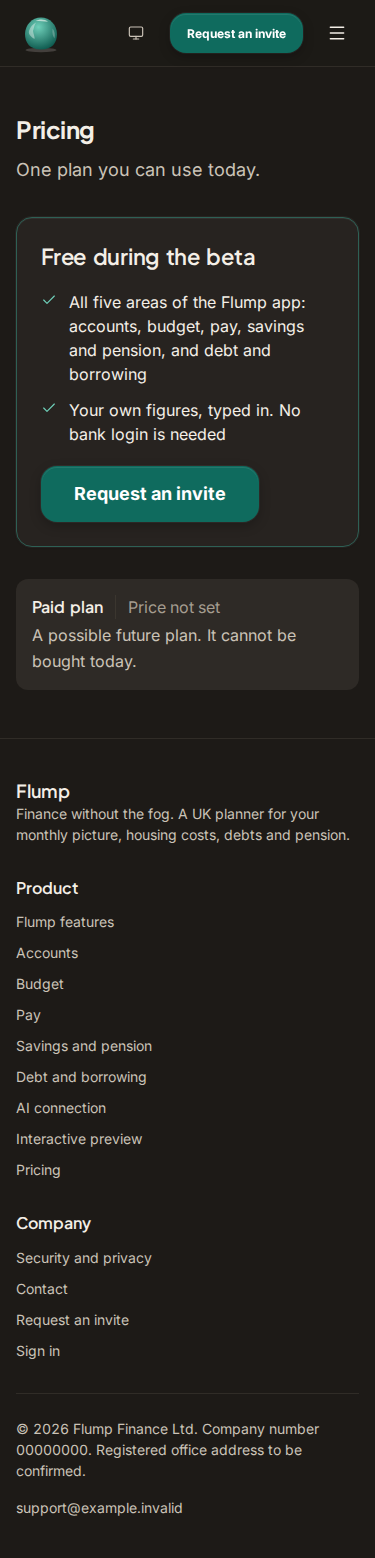 Request an invite
Pricing
One plan you can use today.
Free during the beta
All five areas of the Flump app:
accounts, budget, pay, savings
and pension, and debt and
borrowing
Your own figures, typed in. No
bank login is needed
Request an invite
Paid plan
Price not set
A possible future plan. It cannot be
bought today.
Flump
Finance without the fog. A UK planner for your
monthly picture, housing costs, debts and pension.
Product
Flump features
Accounts
Budget
Pay
Savings and pension
Debt and borrowing
AI connection
Interactive preview
Pricing
Company
Security and privacy
Contact
Request an invite
Sign in
© 2026 Flump Finance Ltd. Company number
00000000. Registered office address to be
confirmed.
support@example.invalid